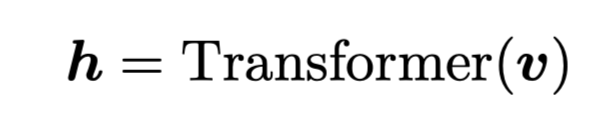 h = Transformer(v)